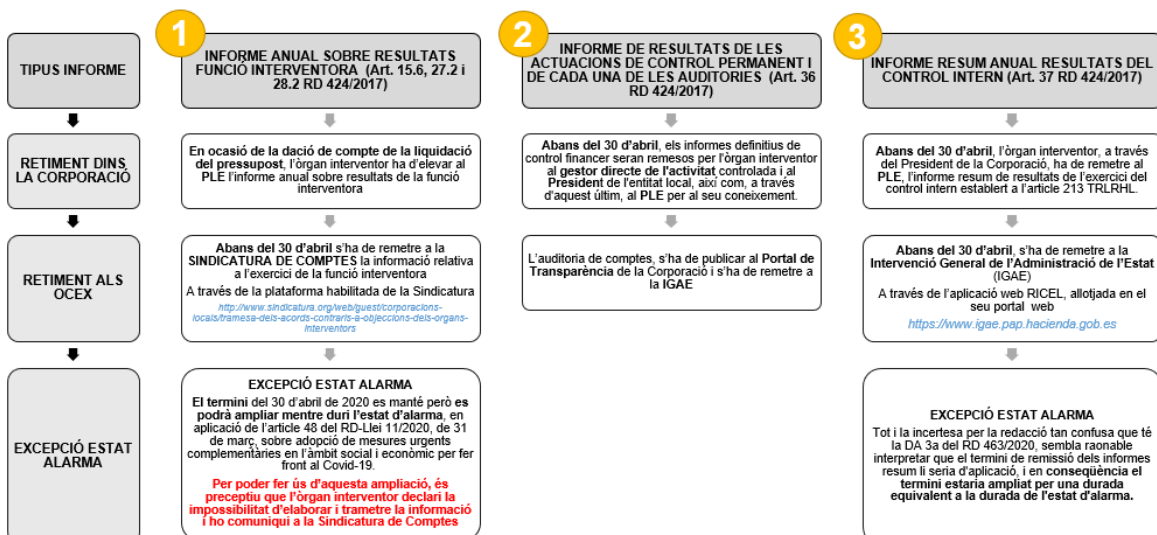 TIPUS INFORME
1
INFORME ANUAL SOBRE RESULTATS
FUNCIÓ INTERVENTORA (Art. 15.6, 27.2 i
28.2 RD 424/2017)
2
INFORME DE RESULTATS DE LES
ACTUACIONS DE CONTROL PERMANENT I
DE CADA UNA DE LES AUDITORIES (Art. 36
RD 424/2017)
3
INFORME RESUM ANUAL RESULTATS DEL
CONTROL INTERN (Art. 37 RD 424/2017)
RETIMENT DINS
LA CORPORACIÓ
En ocasió de la dació de compte de la liquidació
del pressupost, l'òrgan interventor ha d'elevar al
PLE l'informe anual sobre resultats de la funció
interventora
Abans del 30 d'abril, els informes definitius de
control financer seran remesos per l'òrgan interventor
al gestor directe de l'activitat controlada i al
President de l'entitat local, així com, a través
d'aquest últim, al PLE per al seu coneixement.
Abans del 30 d'abril, l'òrgan interventor, a través
del President de la Corporació, ha de remetre al
PLE, l'informe resum de resultats de l'exercici del
control intern establert a l'article 213 TRLRHL.
RETIMENT ALS
OCEX
Abans del 30 d'abril s'ha de remetre a la
SINDICATURA DE COMPTES la informació relativa
a l'exercici de la funció interventora
A través de la plataforma habilitada de la Sindicatura
http://www.sindicatura.org/web/guest/corporacions-
locals/tramesa-dels-acords-contraris-a-objeccions-dels-organs-
interventors
L'auditoria de comptes, s'ha de publicar al Portal de
Transparència de la Corporació i s'ha de remetre a
la IGAE
Abans del 30 d'abril, s'ha de remetre a la
Intervenció General de l'Administració de l'Estat
(IGAE)
A través de l'aplicació web RICEL, allotjada en el
seu portal web
https://www.igae.pap.hacienda.gob.es
EXCEPCIÓ ESTAT
ALARMA
EXCEPCIÓ ESTAT ALARMA
El termini del 30 d'abril de 2020 es manté però es
podrà ampliar mentre duri l'estat d'alarma, en
aplicació de l'article 48 del RD-Llei 11/2020, de 31
de març, sobre adopció de mesures urgents
complementàries en l'àmbit social i econòmic per fer
front al Covid-19.
Per poder fer ús d'aquesta ampliació, és
preceptiu que l'òrgan interventor declari la
impossibilitat d'elaborar i trametre la informació
i ho comuniqui a la Sindicatura de Comptes
EXCEPCIÓ ESTAT ALARMA
Tot i la incertesa per la redacció tan confusa que té
la DA 3a del RD 463/2020, sembla raonable
interpretar que el termini de remissió dels informes
resum li seria d'aplicació, i en conseqüència el
termini estaria ampliat per una durada
equivalent a la durada de l'estat d'alarma.